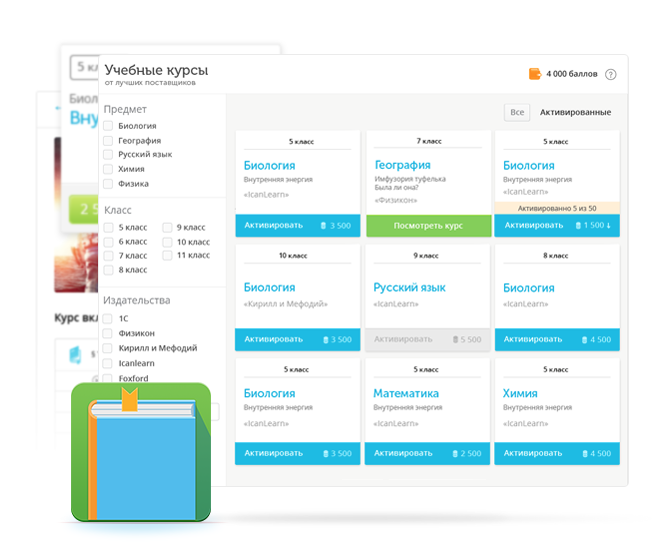 5 кл
Биоло
Вну
2 5
Курс вкл
Учебные курсы
от лучших поставщиков
4 000 баллов
?
Все
Активированные
Предмет
Биология
География
Русский язык
Химия
Физика
Класс
5 класс
9 класс
6 класс
10 класс
7 класс
11 класс
8 класс
Издательства
1С
Физикон
Кирилл и Мефодий
Icanlearn
Foxford
5 класс
Биология
Внутренняя энергия
«IcanLearn»
Активировать
3 500
7 класс
География
Имфузория туфелька
Была ли она?
«Физикон»
Посмотреть курс
5 класс
Биология
Внутренняя энергия
«IcanLearn»
Активированно 5 из 50
Активировать
1 500 ↓
10 класс
Биология
«Кирилл и Мефодий»
Активировать
3 500
9 класс
Русский язык
«IcanLearn»
Активировать
5 500
8 класс
Биология
«IcanLearn»
Активировать
4 500
5 класс
Биология
Внутренняя энергия
«IcanLearn»
Активировать
3 500
5 класс
Математика
Внутренняя энергия
«IcanLearn»
Активировать
2 500
5 класс
Химия
Внутренняя энергия
«IcanLearn»
Активировать
4 500